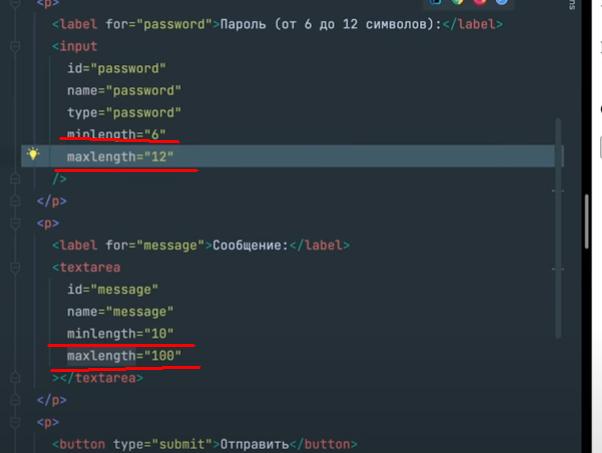 <p>
<label for="password">Пароль (от 6 до 12 символов):</label>
<input
id="password"
name="password"
type="password"
minlength="6"
maxlength="12"
/>
</p>
<p>
<label for="message">Сообщение:</label>
<textarea
id="message"
name="message"
minlength="10"
maxlength="100"
></textarea>
</p>
<p>
<button type="submit">Отправить</button>